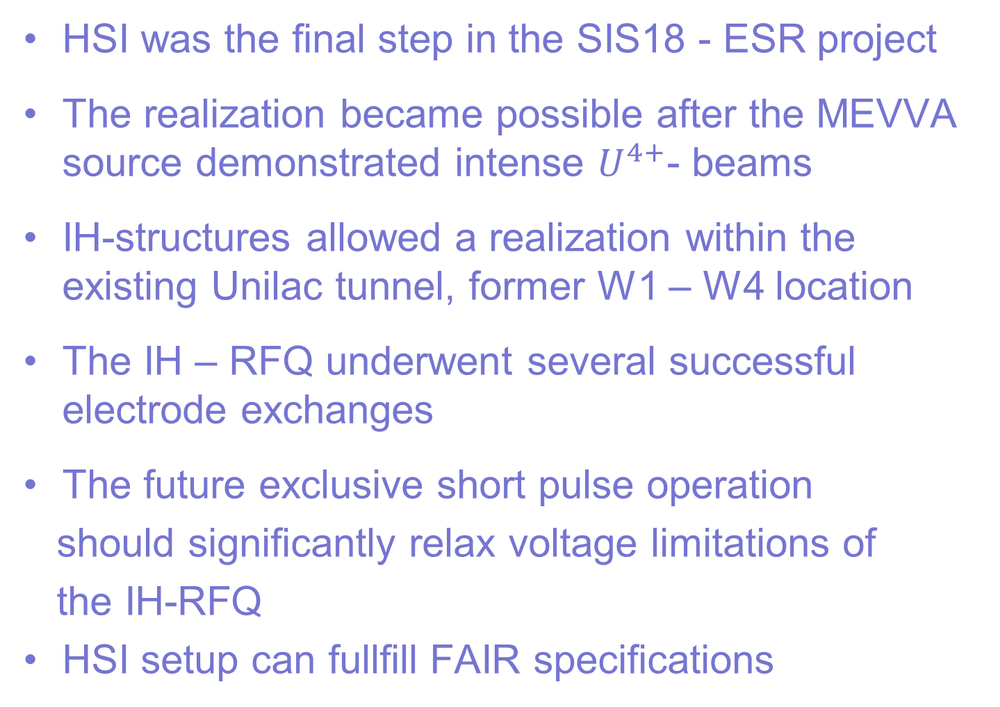 • HSI was the final step in the SIS18 - ESR project
• The realization became possible after the MEVVA
source demonstrated intense U⁴⁺- beams
• IH-structures allowed a realization within the
existing Unilac tunnel, former W1 – W4 location
• The IH – RFQ underwent several successful
electrode exchanges
• The future exclusive short pulse operation
should significantly relax voltage limitations of
the IH-RFQ
• HSI setup can fullfill FAIR specifications